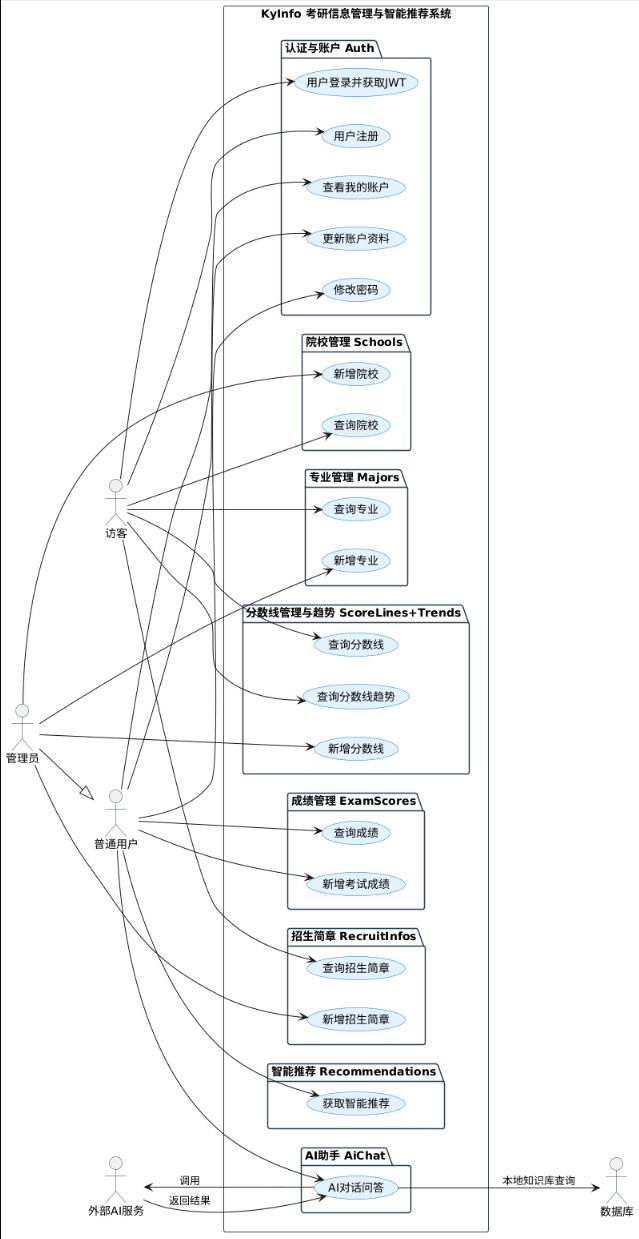 KyInfo 考研信息管理与智能推荐系统
认证与账户 Auth
用户登录并获取JWT
用户注册
查看我的账户
更新账户资料
修改密码
院校管理 Schools
新增院校
查询院校
专业管理 Majors
查询专业
访客
新增专业
分数线管理与趋势 ScoreLines+Trends
查询分数线
查询分数线趋势
新增分数线
管理员
成绩管理 ExamScores
查询成绩
普通用户
新增考试成绩
招生简章 RecruitInfos
查询招生简章
新增招生简章
智能推荐 Recommendations
获取智能推荐
AI助手 AiChat
AI对话问答
调用
返回结果
外部AI服务
本地知识库查询
数据库